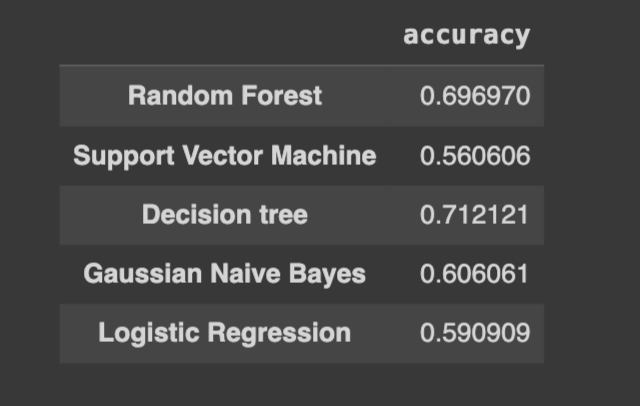 accuracy
Random Forest 0.696970
Support Vector Machine 0.560606
Decision tree 0.712121
Gaussian Naive Bayes 0.606061
Logistic Regression 0.590909